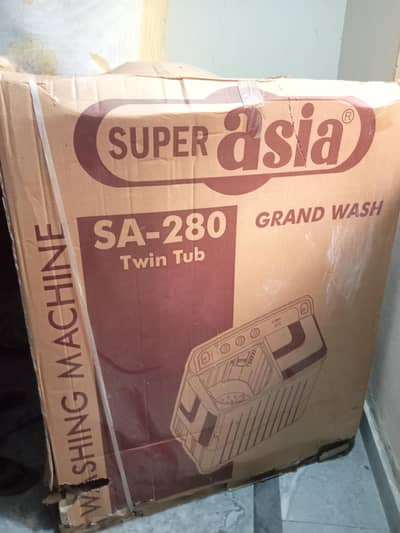 SUPER asia®
SA-280
Twin Tub
GRAND WASH
WASHING MACHINE